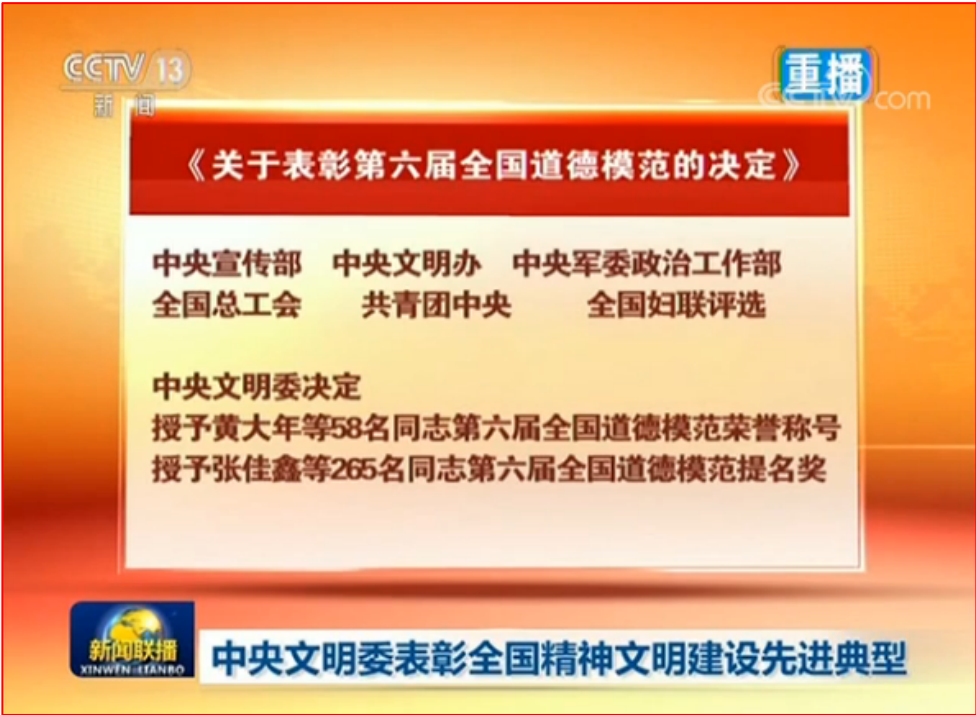 CCTV 13
新闻
重播
CCTV.com
《关于表彰第六届全国道德模范的决定》
中央宣传部 中央文明办 中央军委政治工作部
全国总工会 共青团中央 全国妇联评选
中央文明委决定
授予黄大年等58名同志第六届全国道德模范荣誉称号
授予张佳鑫等265名同志第六届全国道德模范提名奖
新闻联播
XINWEN LIANBO
中央文明委表彰全国精神文明建设先进典型